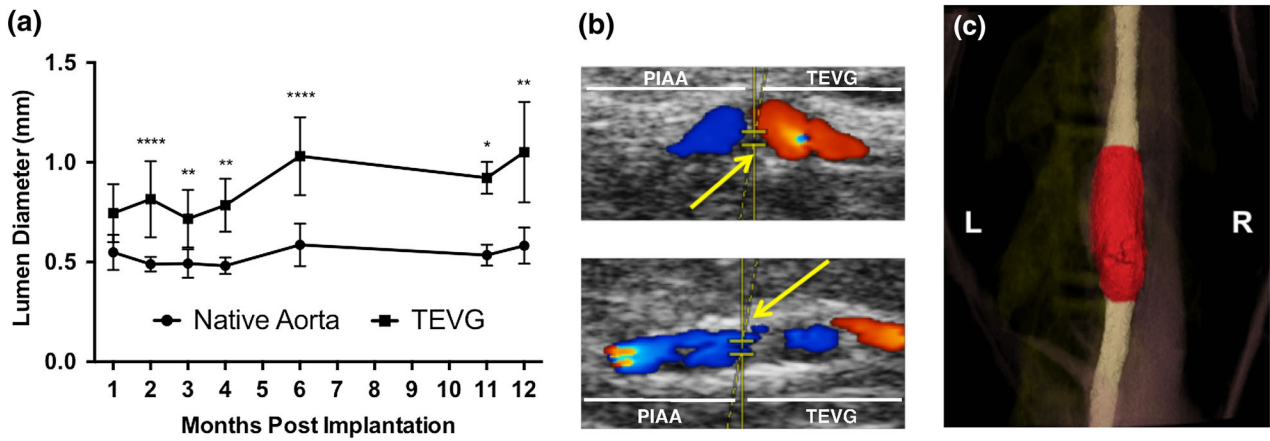 (a)
1.5
1.0
0.5
0.0
Lumen Diameter (mm)
****
**
**
****
*
**
Native Aorta TEVG
1 2 3 4 5 6 7 8 9 10 11 12
Months Post Implantation
(b)
PIAA TEVG
PIAA TEVG
(c)
L R